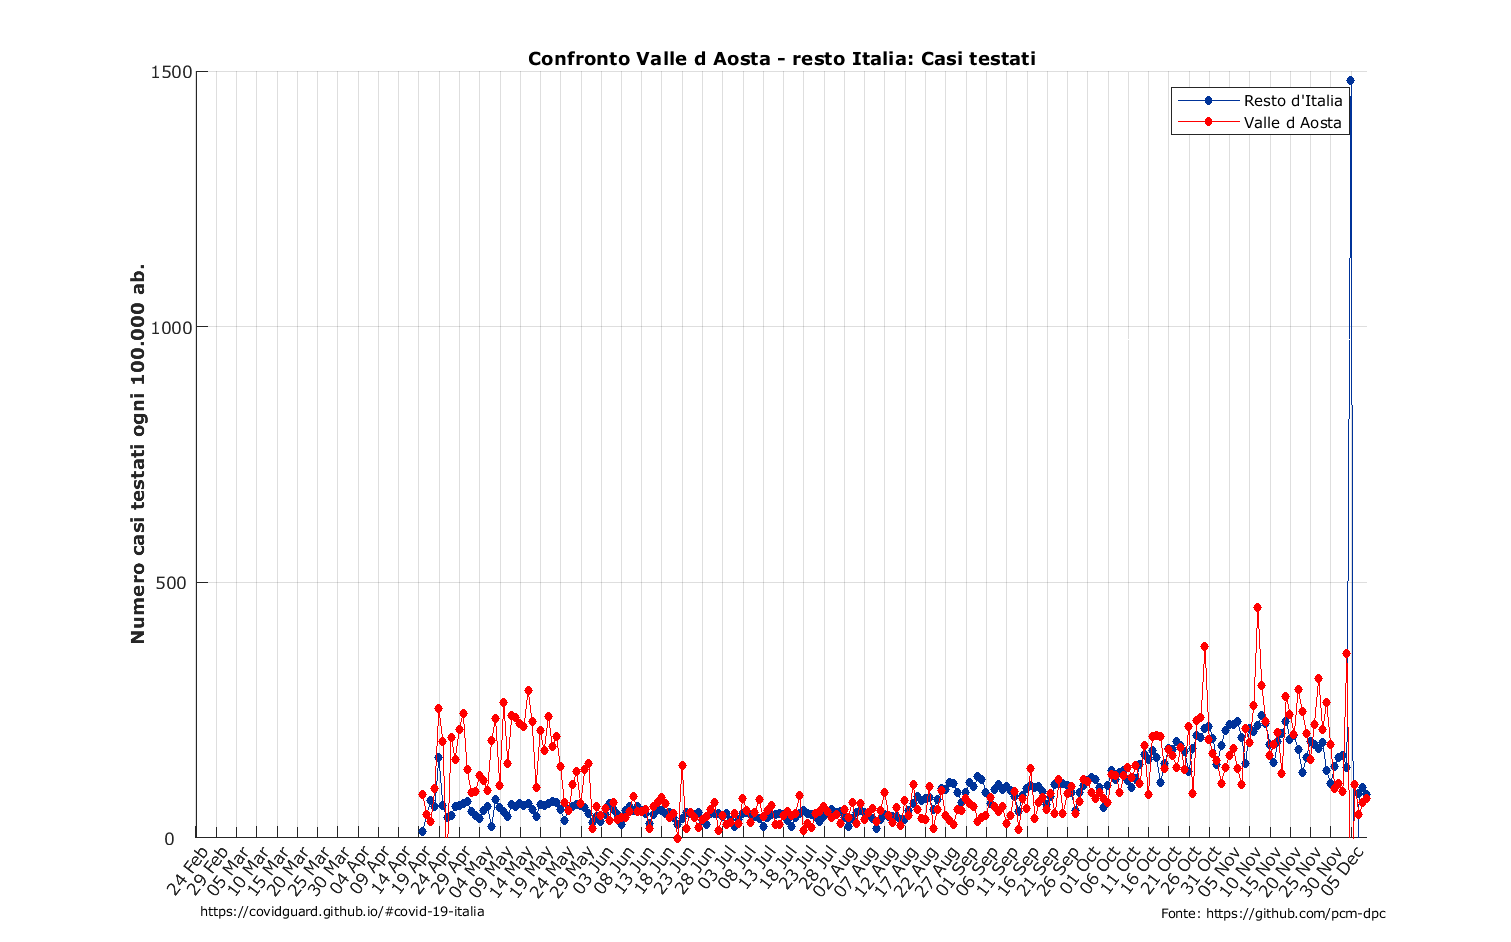 Confronto Valle d Aosta - resto Italia: Casi testati
Numero casi testati ogni 100.000 ab.
1500
1000
500
0
Resto d'Italia
Valle d Aosta
24 Feb
29 Feb
05 Mar
10 Mar
15 Mar
20 Mar
25 Mar
30 Mar
04 Apr
09 Apr
14 Apr
19 Apr
24 Apr
29 Apr
04 May
09 May
14 May
19 May
24 May
29 May
03 Jun
08 Jun
13 Jun
18 Jun
23 Jun
28 Jun
03 Jul
08 Jul
13 Jul
18 Jul
23 Jul
28 Jul
02 Aug
07 Aug
12 Aug
17 Aug
22 Aug
27 Aug
01 Sep
06 Sep
11 Sep
16 Sep
21 Sep
26 Sep
01 Oct
06 Oct
11 Oct
16 Oct
21 Oct
26 Oct
31 Oct
05 Nov
10 Nov
15 Nov
20 Nov
25 Nov
30 Nov
05 Dec
https://covidguard.github.io/#covid-19-italia
Fonte: https://github.com/pcm-dpc